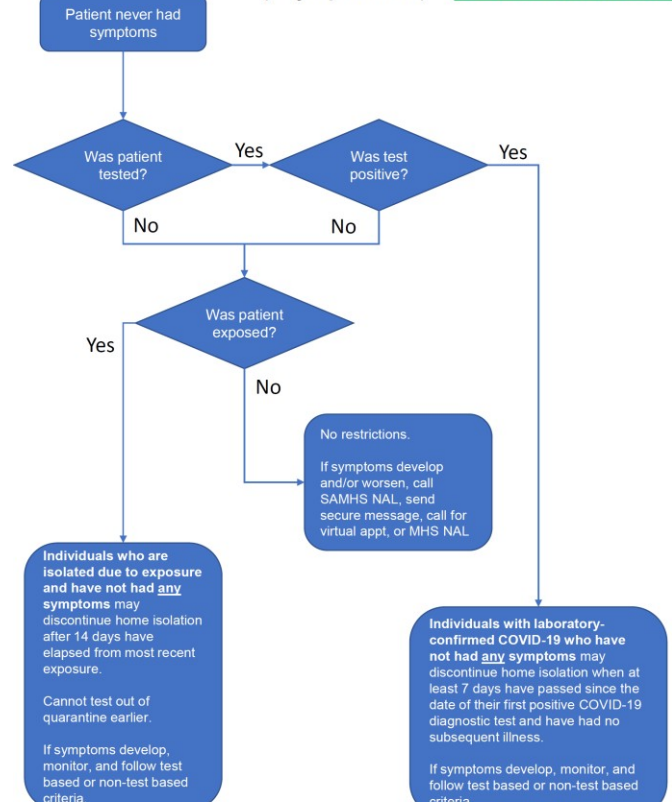 Patient never had
symptoms
Was patient
tested?
Yes
Was test
positive?
Yes
No
No
Was patient
exposed?
Yes
No
No restrictions.
If symptoms develop
and/or worsen, call
SAMHS NAL, send
secure message, call for
virtual appt, or MHS NAL
Individuals who are
isolated due to exposure
and have not had any
symptoms may
discontinue home isolation
after 14 days have
elapsed from most recent
exposure.
Cannot test out of
quarantine earlier.
If symptoms develop,
monitor, and follow test
based or non-test based
criteria
Individuals with laboratory-
confirmed COVID-19 who have
not had any symptoms may
discontinue home isolation when at
least 7 days have passed since the
date of their first positive COVID-19
diagnostic test and have had no
subsequent illness.
If symptoms develop, monitor, and
follow test based or non-test based
criteria